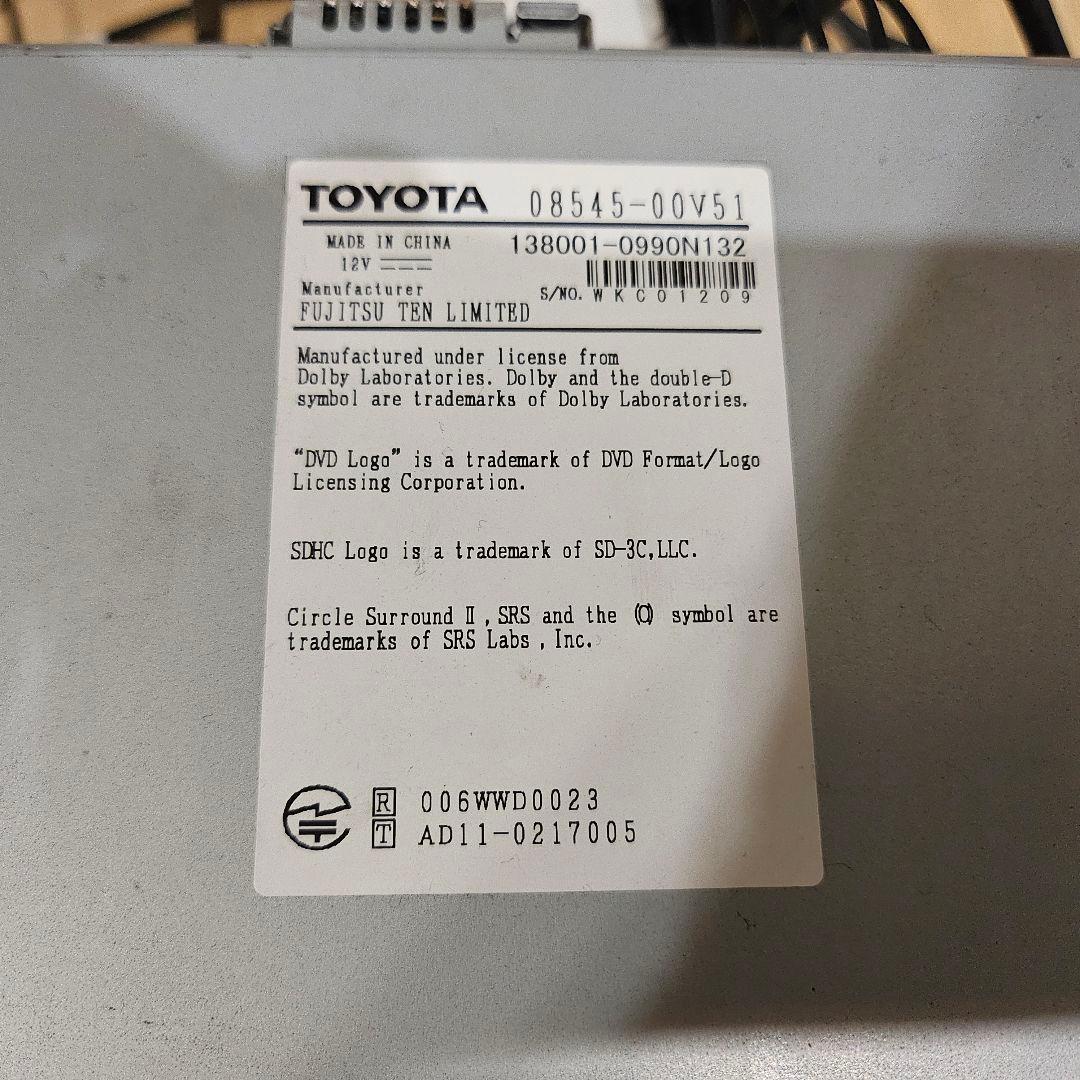 TOYOTA 08545-00V51
MADE IN CHINA 138001-0990N132
12V
Manufacturer S/NO. WKC01209
FUJITSU TEN LIMITED
Manufactured under license from
Dolby Laboratories. Dolby and the double-D
symbol are trademarks of Dolby Laboratories.
“DVD Logo” is a trademark of DVD Format/Logo
Licensing Corporation.
SDHC Logo is a trademark of SD-3C,LLC.
Circle Surround Ⅱ, SRS and the (O) symbol are
trademarks of SRS Labs , Inc.
R 006WWD0023
T AD11-0217005